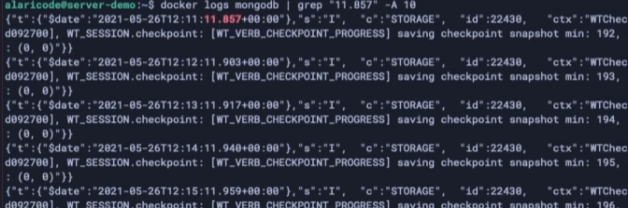 alaricode@server-demo:~$ docker logs mongodb | grep "11.857" -A 10
{"t":{"$date":"2021-05-26T12:11:11.857+00:00"},"s":"I",  "c":"STORAGE",  "id":22430,   "ctx":"WTChec
d092700], WT_SESSION.checkpoint: [WT_VERB_CHECKPOINT_PROGRESS] saving checkpoint snapshot min: 192,
: (0, 0)"}}
{"t":{"$date":"2021-05-26T12:12:11.903+00:00"},"s":"I",  "c":"STORAGE",  "id":22430,   "ctx":"WTChec
d092700], WT_SESSION.checkpoint: [WT_VERB_CHECKPOINT_PROGRESS] saving checkpoint snapshot min: 193,
: (0, 0)"}}
{"t":{"$date":"2021-05-26T12:13:11.917+00:00"},"s":"I",  "c":"STORAGE",  "id":22430,   "ctx":"WTChec
d092700], WT_SESSION.checkpoint: [WT_VERB_CHECKPOINT_PROGRESS] saving checkpoint snapshot min: 194,
: (0, 0)"}}
{"t":{"$date":"2021-05-26T12:14:11.940+00:00"},"s":"I",  "c":"STORAGE",  "id":22430,   "ctx":"WTChec
d092700], WT_SESSION.checkpoint: [WT_VERB_CHECKPOINT_PROGRESS] saving checkpoint snapshot min: 195,
: (0, 0)"}}
{"t":{"$date":"2021-05-26T12:15:11.959+00:00"},"s":"I",  "c":"STORAGE",  "id":22430,   "ctx":"WTChec
d092700], WT_SESSION.checkpoint: [WT_VERB_CHECKPOINT_PROGRESS] saving checkpoint snapshot min: 196,